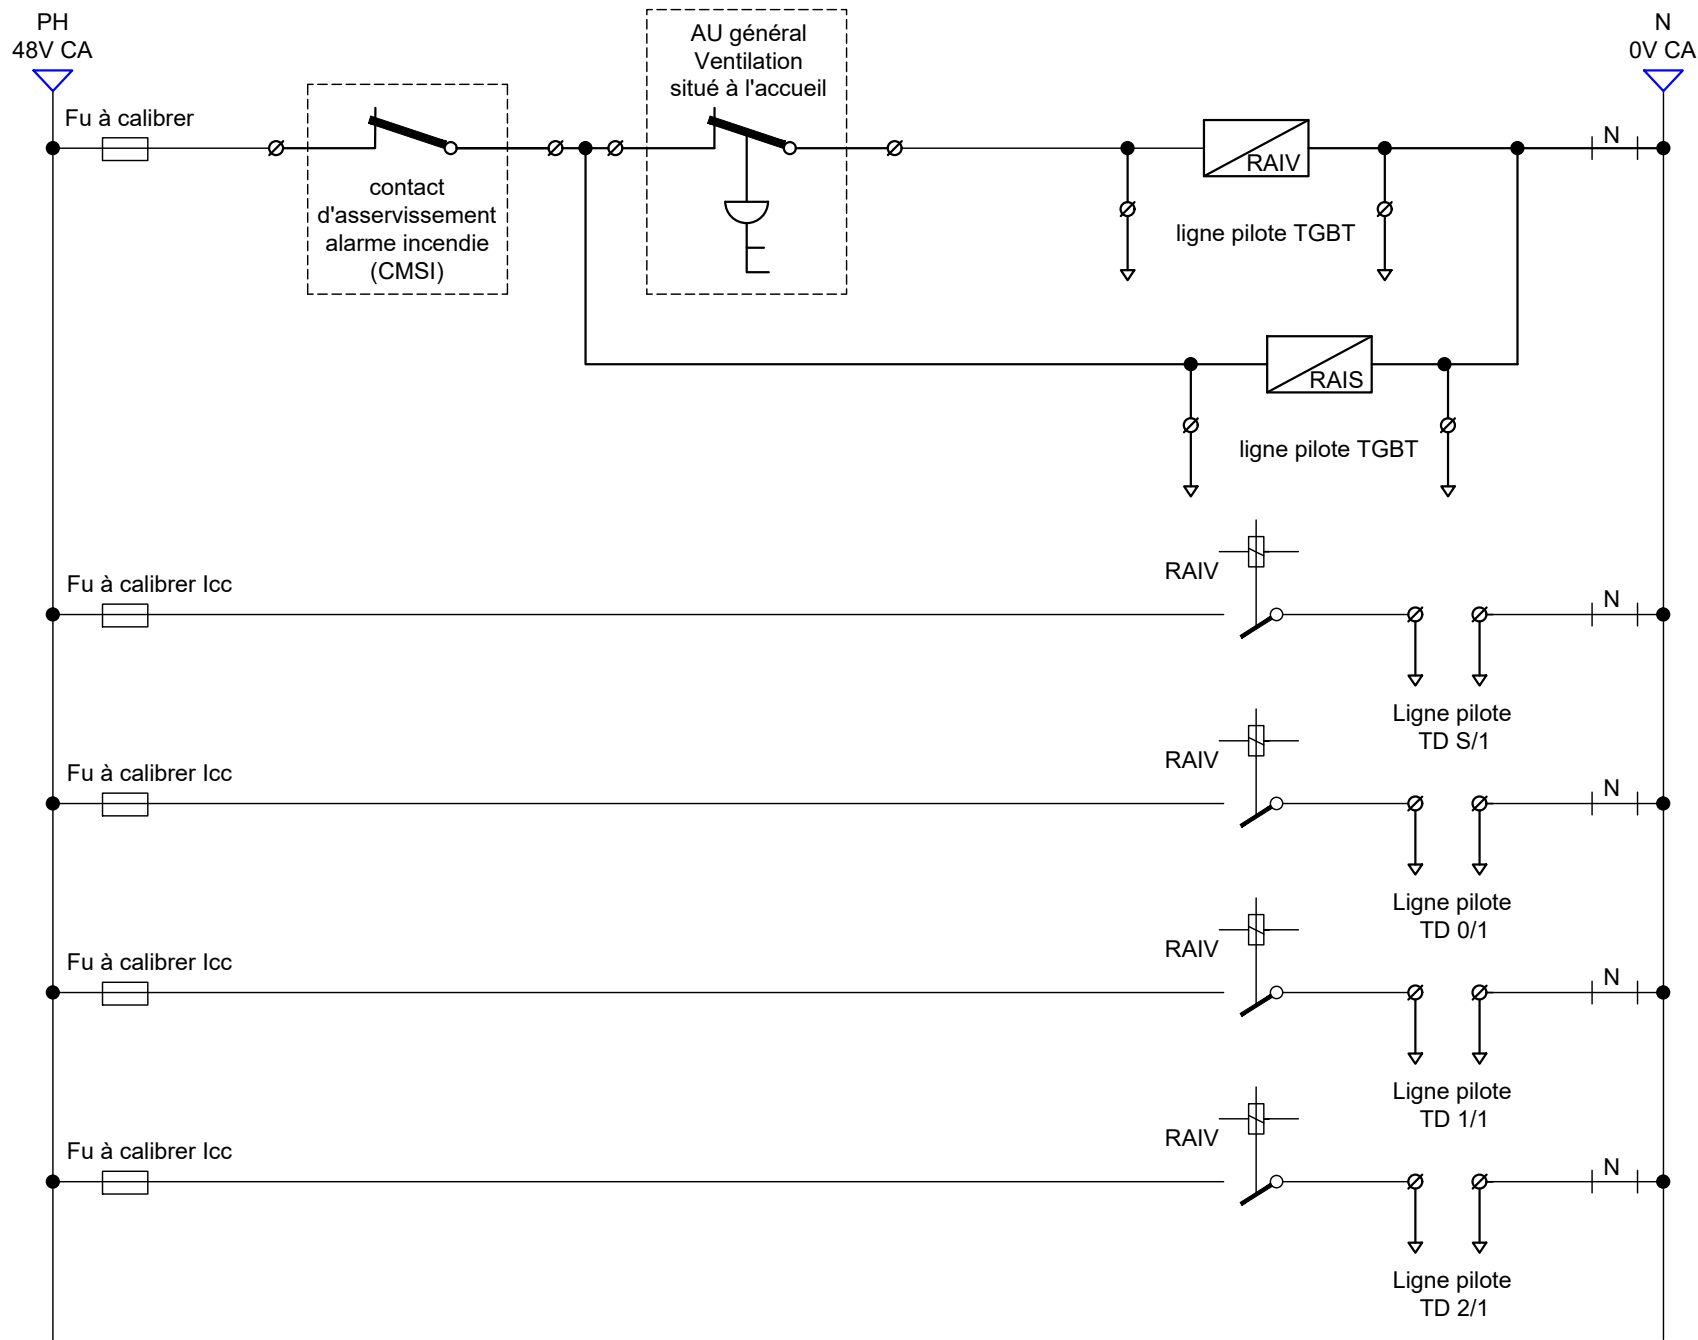 PH
48V CA
N
0V CA
Fu à calibrer
AU général
Ventilation
situé à l'accueil
contact
d'asservissement
alarme incendie
(CMSI)
RAIV
N
ligne pilote TGBT
RAIS
ligne pilote TGBT
Fu à calibrer Icc
RAIV
N
Ligne pilote
TD S/1
Fu à calibrer Icc
RAIV
N
Ligne pilote
TD 0/1
Fu à calibrer Icc
RAIV
N
Ligne pilote
TD 1/1
Fu à calibrer Icc
RAIV
N
Ligne pilote
TD 2/1